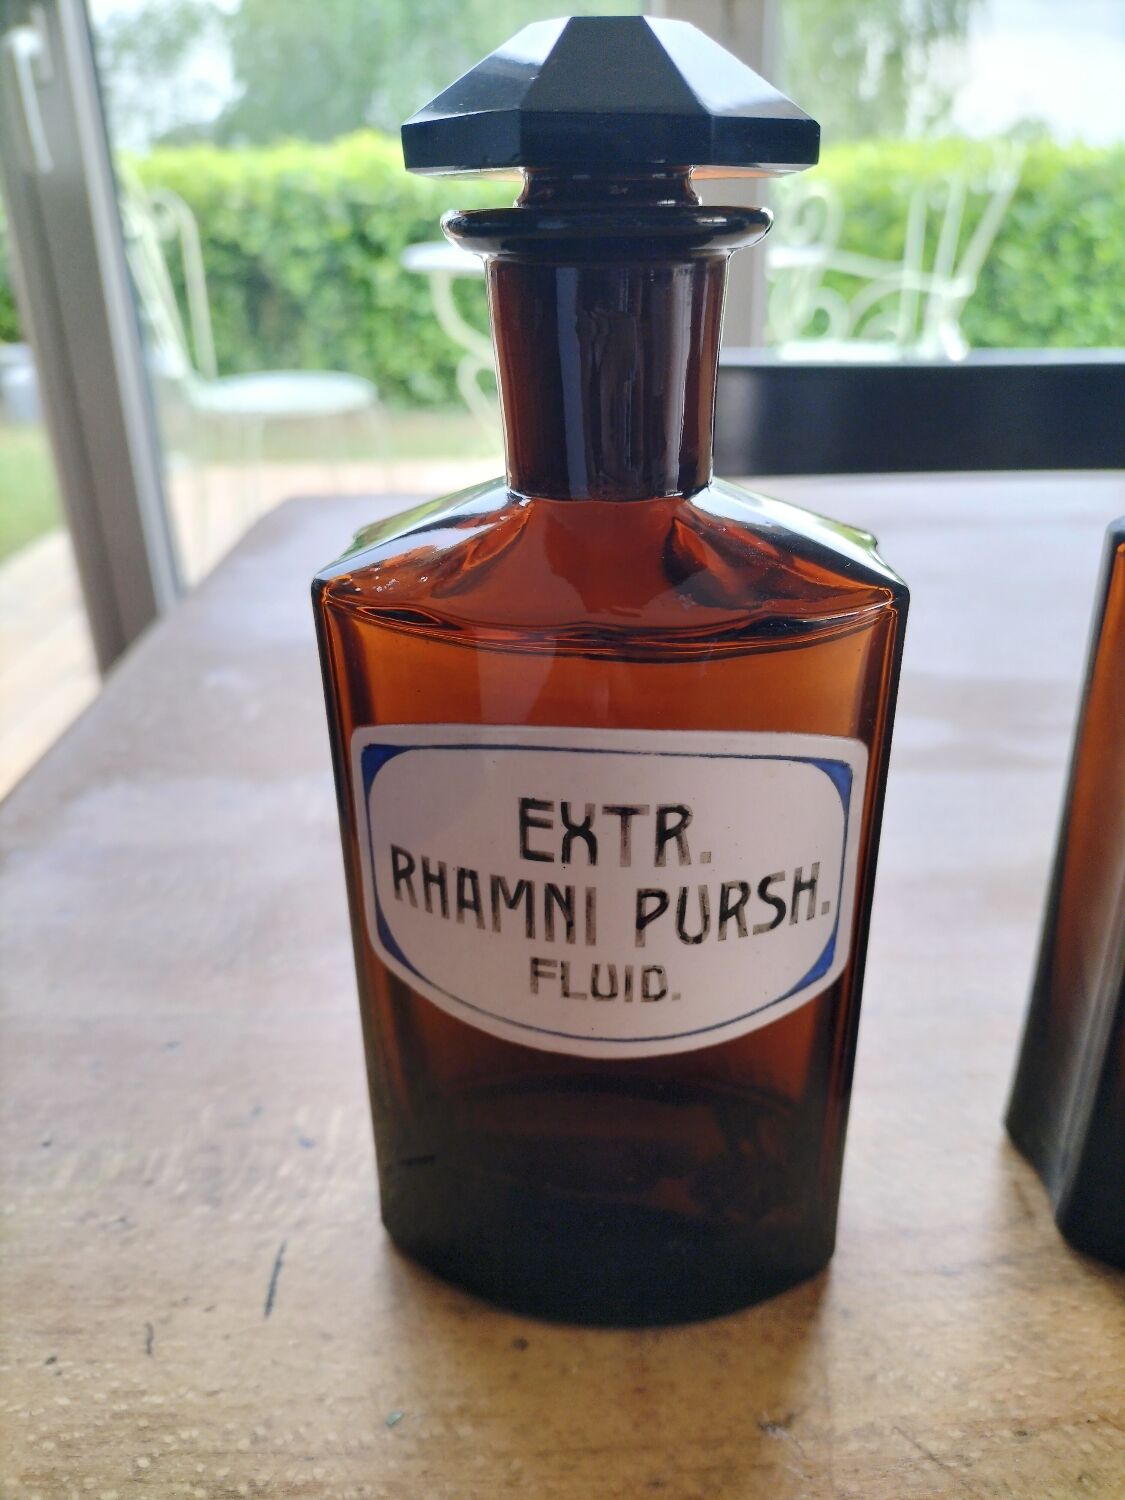 EXTR.
RHAMNI PURSH.
FLUID.